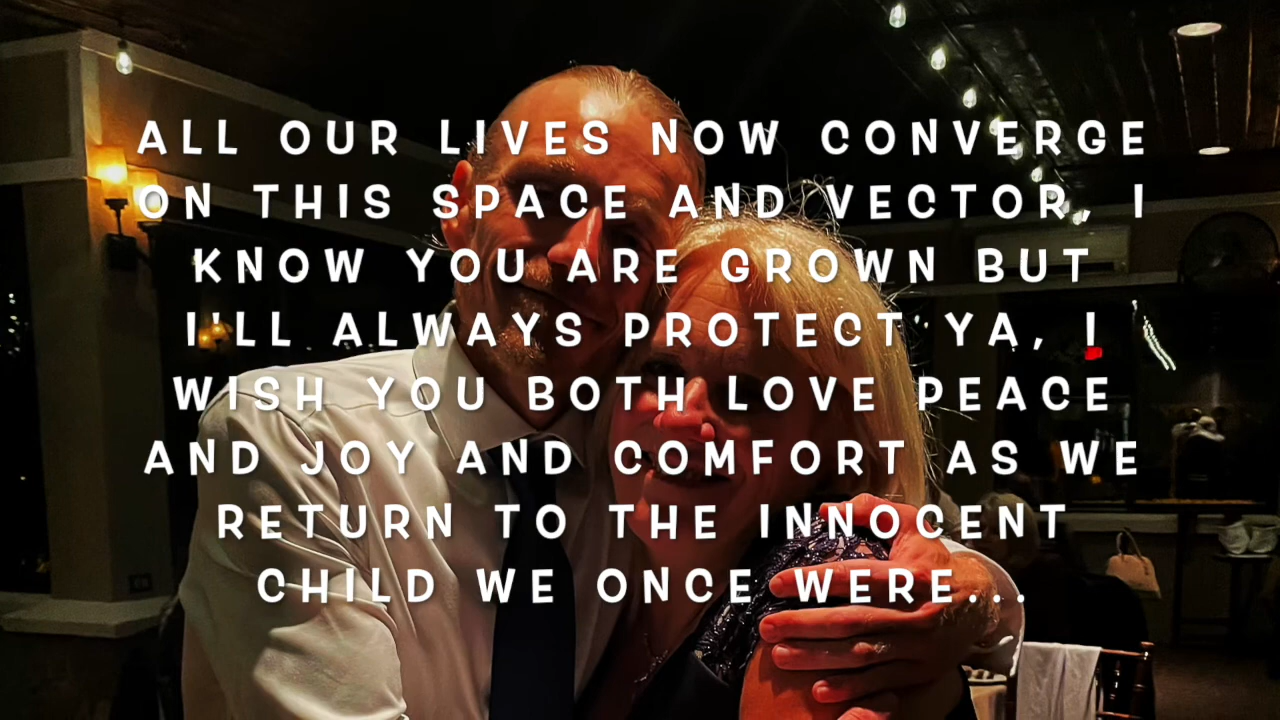 ALL OUR LIVES NOW CONVERGE
ON THIS SPACE AND VECTOR, I
KNOW YOU ARE GROWN BUT
I'LL ALWAYS PROTECT YA, I
WISH YOU BOTH LOVE PEACE
AND JOY AND COMFORT AS WE
RETURN TO THE INNOCENT
CHILD WE ONCE WERE...